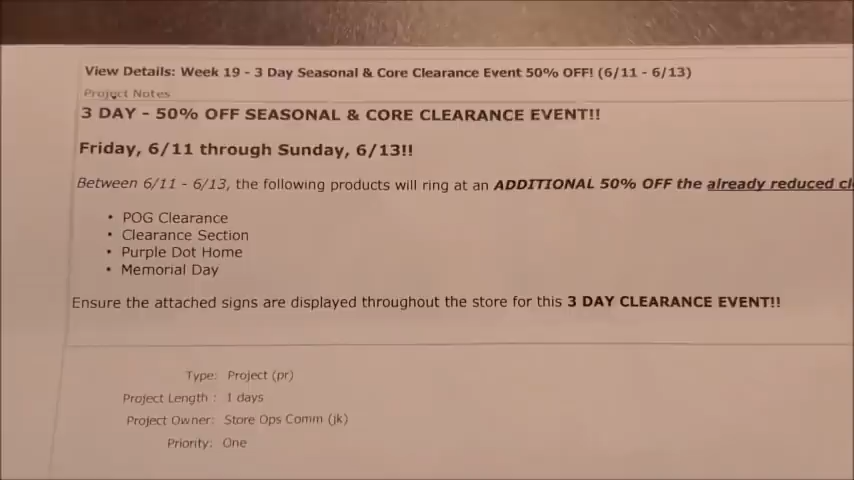 View Details: Week 19 - 3 Day Seasonal & Core Clearance Event 50% OFF! (6/11 - 6/13)
Project Notes
3 DAY - 50% OFF SEASONAL & CORE CLEARANCE EVENT!!
Friday, 6/11 through Sunday, 6/13!!
Between 6/11 - 6/13, the following products will ring at an ADDITIONAL 50% OFF the already reduced
• POG Clearance
• Clearance Section
• Purple Dot Home
• Memorial Day
Ensure the attached signs are displayed throughout the store for this 3 DAY CLEARANCE EVENT!!
Type: Project (pr)
Project Length : 1 days
Project Owner: Store Ops Comm (jk)
Priority: One